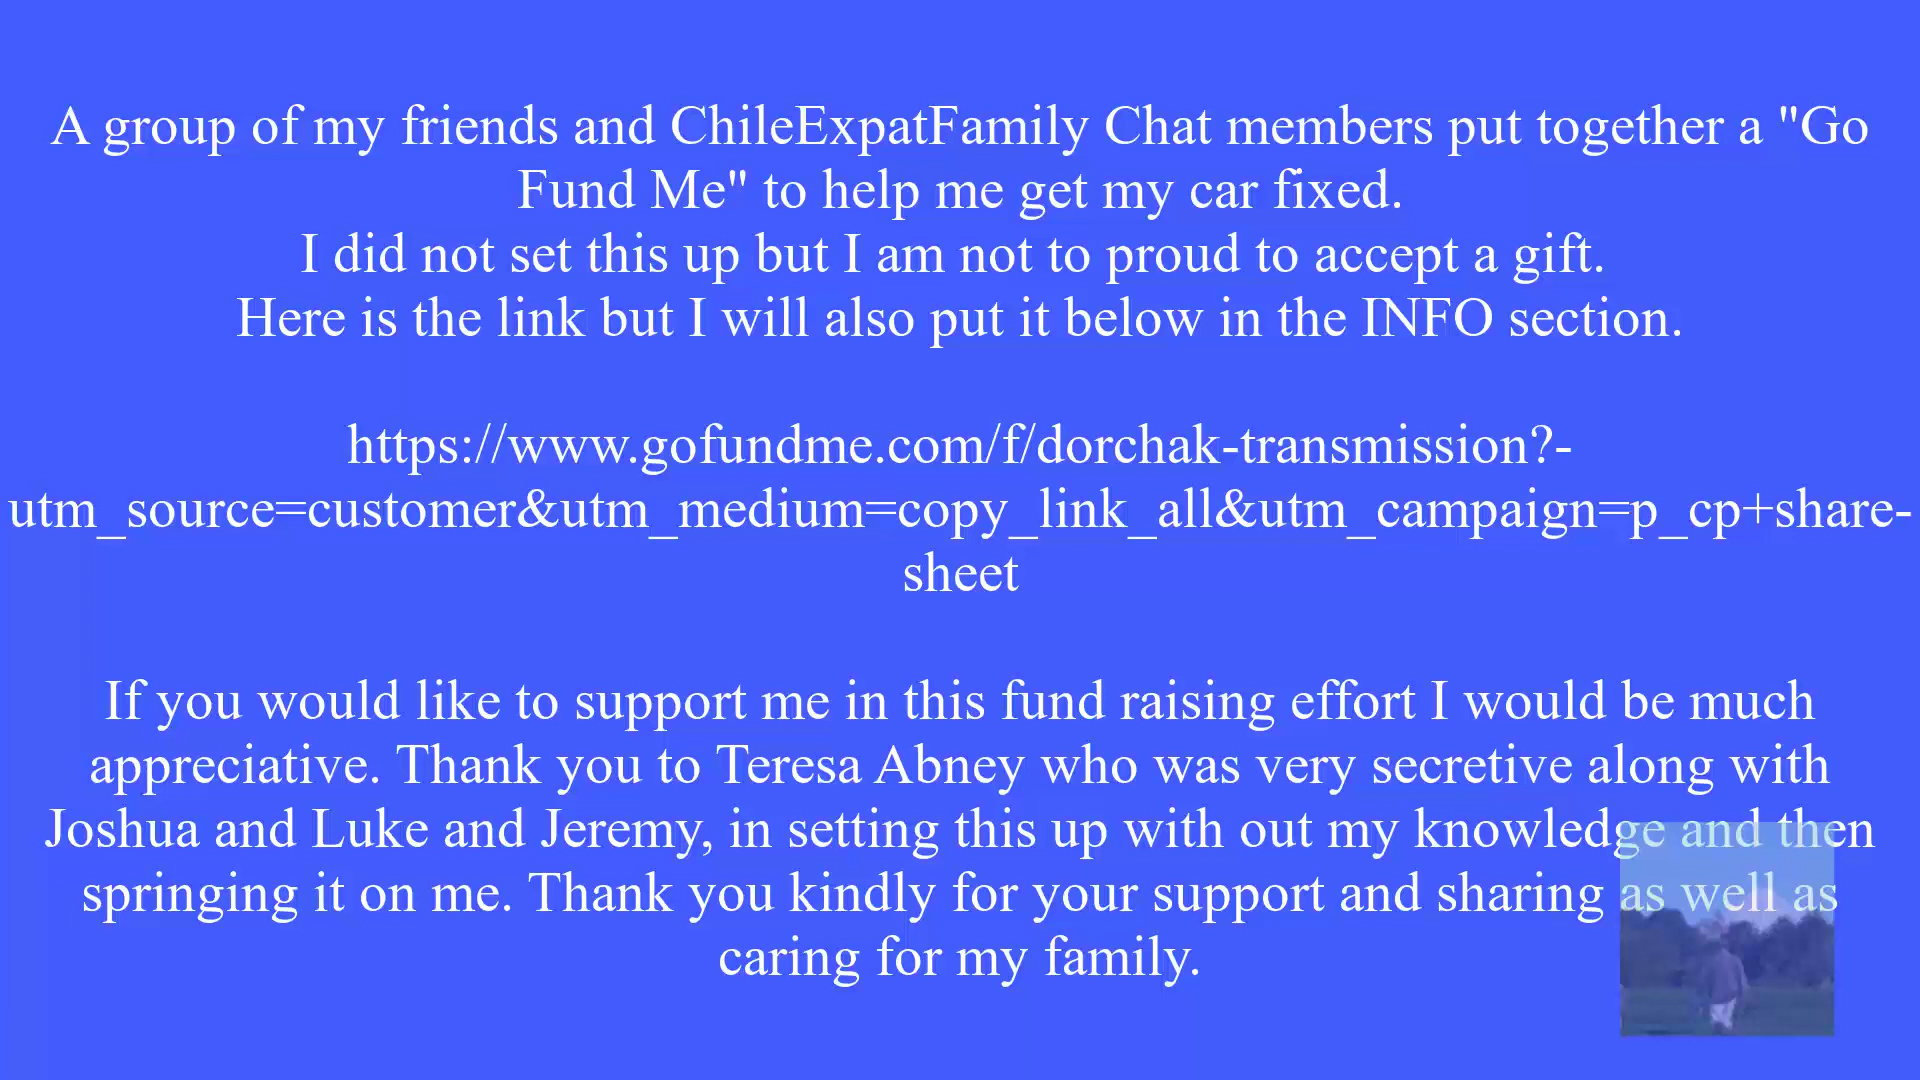 A group of my friends and ChileExpatFamily Chat members put together a "Go
Fund Me" to help me get my car fixed.
I did not set this up but I am not to proud to accept a gift.
Here is the link but I will also put it below in the INFO section.
https://www.gofundme.com/f/dorchak-transmission?-
utm_source=customer&utm_medium=copy_link_all&utm_campaign=p_cp+share-
sheet
If you would like to support me in this fund raising effort I would be much
appreciative. Thank you to Teresa Abney who was very secretive along with
Joshua and Luke and Jeremy, in setting this up with out my knowledge and then
springing it on me. Thank you kindly for your support and sharing as well as
caring for my family.